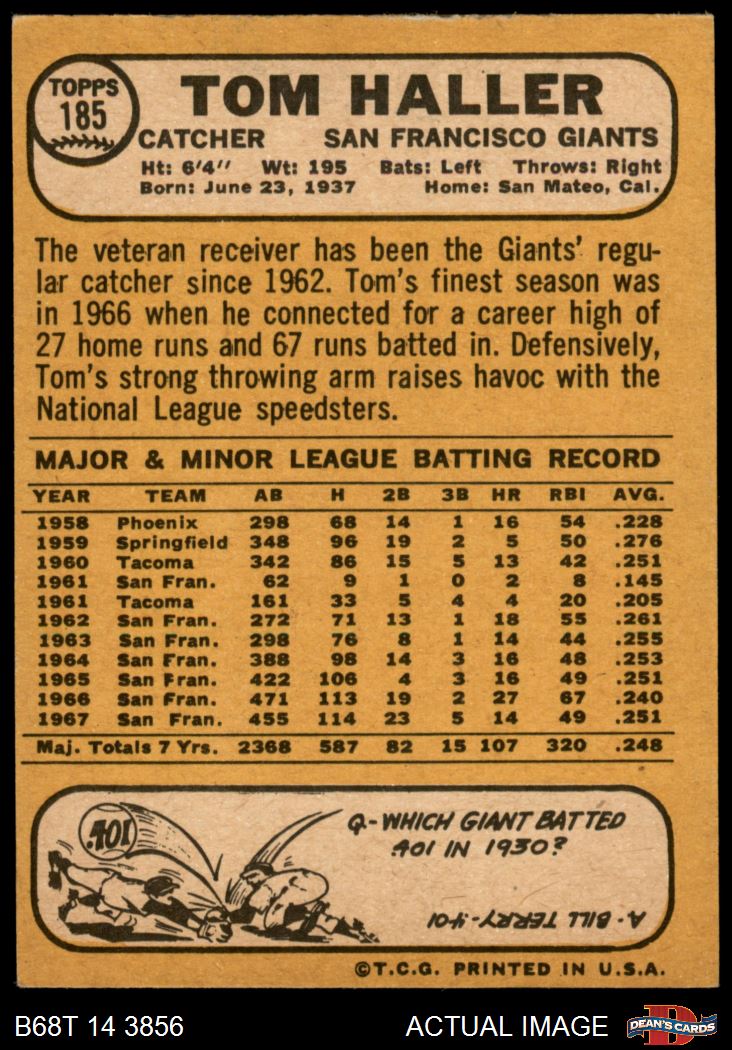 TOPPS
185
TOM HALLER
CATCHER SAN FRANCISCO GIANTS
Ht: 6'4" Wt: 195 Bats: Left Throws: Right
Born: June 23, 1937 Home: San Mateo, Cal.
The veteran receiver has been the Giants' regu-
lar catcher since 1962. Tom's finest season was
in 1966 when he connected for a career high of
27 home runs and 67 runs batted in. Defensively,
Tom's strong throwing arm raises havoc with the
National League speedsters.
MAJOR & MINOR LEAGUE BATTING RECORD
YEAR TEAM AB H 2B 3B HR RBI AVG.
1958 Phoenix 298 68 14 1 16 54 .228
1959 Springfield 348 96 19 2 5 50 .276
1960 Tacoma 342 86 15 5 13 42 .251
1961 San Fran. 62 9 1 0 2 8 .145
1961 Tacoma 161 33 5 4 4 20 .205
1962 San Fran. 272 71 13 1 18 55 .261
1963 San Fran. 298 76 8 1 14 44 .255
1964 San Fran. 388 98 14 3 16 48 .253
1965 San Fran. 422 106 4 3 16 49 .251
1966 San Fran. 471 113 19 2 27 67 .240
1967 San Fran. 455 114 23 5 14 49 .251
Maj. Totals 7 Yrs. 2368 587 82 15 107 320 .248
.401
Q-WHICH GIANT BATTED
.401 IN 1930?
A-BILL TERRY-.401
©T.C.G. PRINTED IN U.S.A.
B68T 14 3856 ACTUAL IMAGE
D
DEAN'S CARDS